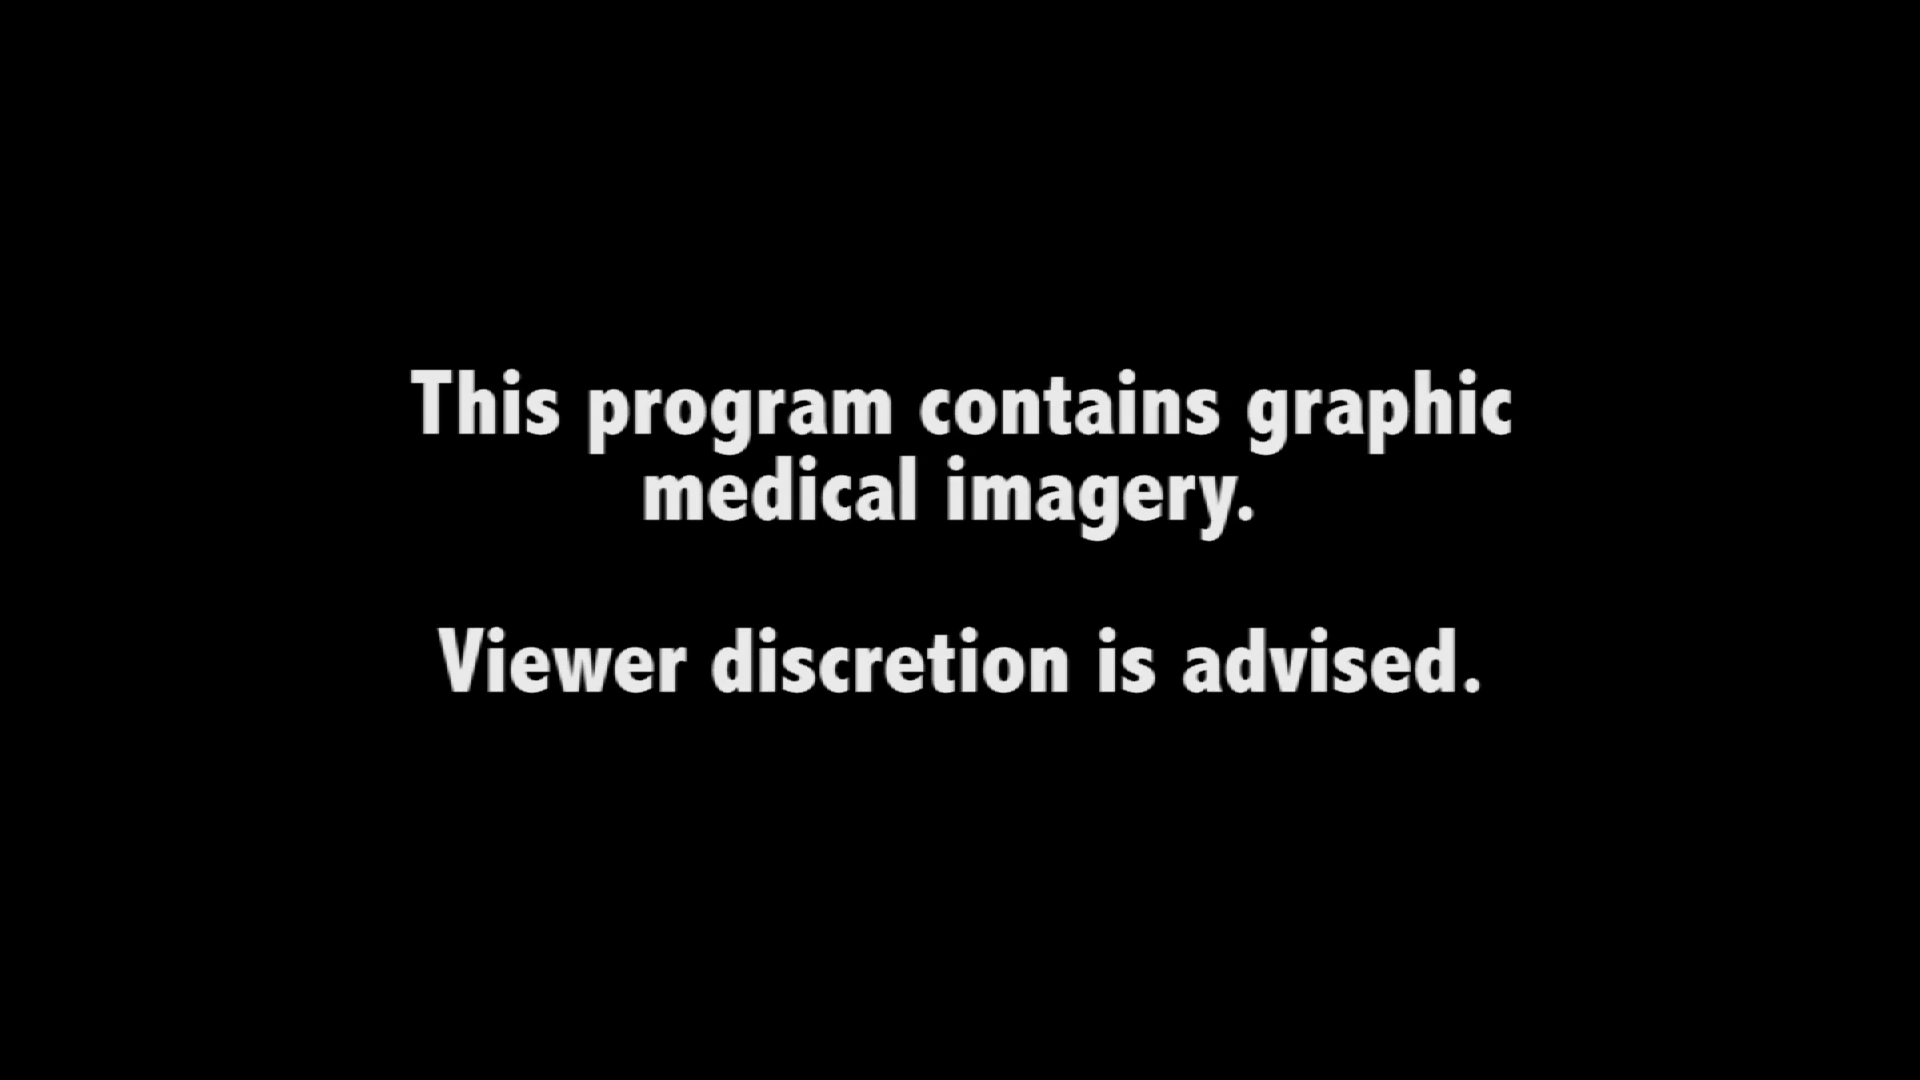 This program contains graphic
medical imagery.
Viewer discretion is advised.